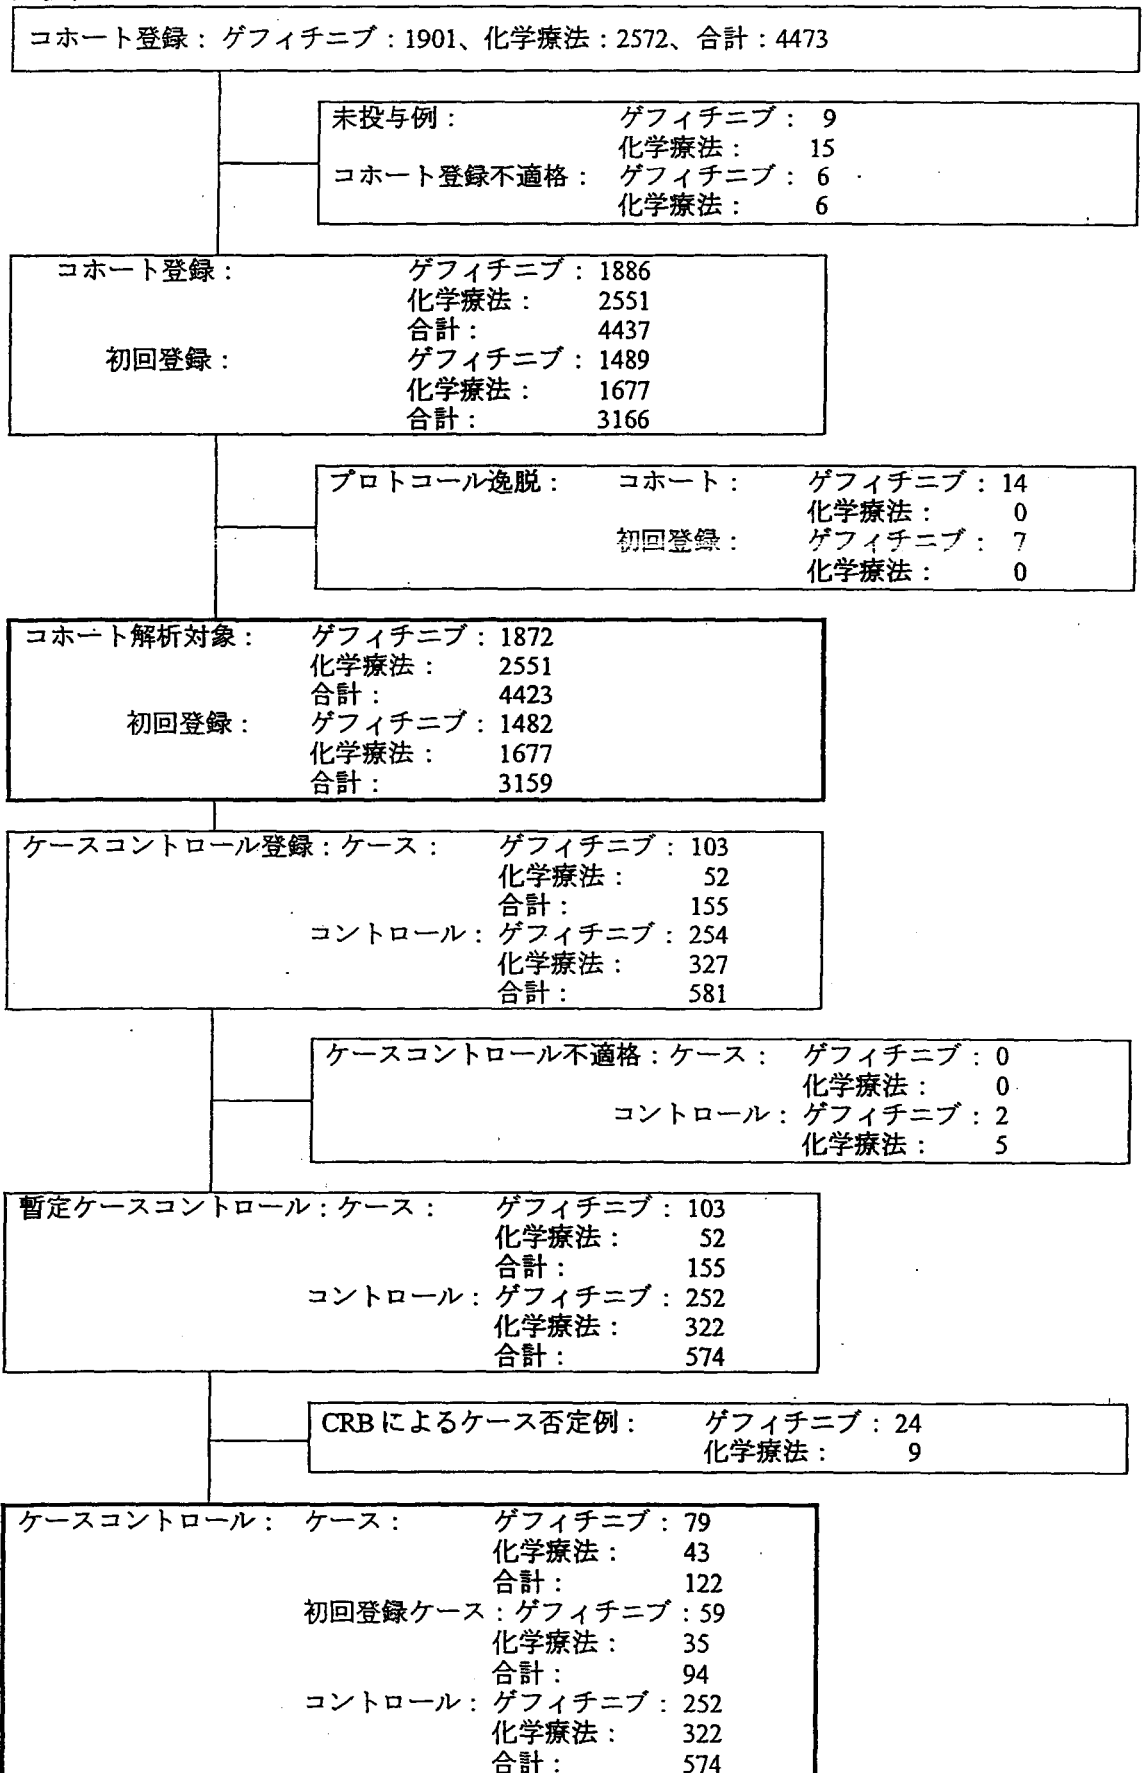 コホート登録： ゲフィチニブ：1901、化学療法：2572、合計：4473
未投与例： ゲフィチニブ： 9
化学療法： 15
コホート登録不適格： ゲフィチニブ： 6
化学療法： 6
コホート登録： ゲフィチニブ：1886
化学療法： 2551
合計： 4437
初回登録： ゲフィチニブ：1489
化学療法： 1677
合計： 3166
プロトコール逸脱： コホート： ゲフィチニブ：14
化学療法： 0
初回登録： ゲフィチニブ： 7
化学療法： 0
コホート解析対象： ゲフィチニブ：1872
化学療法： 2551
合計： 4423
初回登録： ゲフィチニブ：1482
化学療法： 1677
合計： 3159
ケースコントロール登録：ケース： ゲフィチニブ：103
化学療法： 52
合計： 155
コントロール：ゲフィチニブ：254
化学療法： 327
合計： 581
ケースコントロール不適格：ケース： ゲフィチニブ：0
化学療法： 0
コントロール：ゲフィチニブ：2
化学療法： 5
暫定ケースコントロール：ケース： ゲフィチニブ：103
化学療法： 52
合計： 155
コントロール：ゲフィチニブ：252
化学療法： 322
合計： 574
CRBによるケース否定例： ゲフィチニブ：24
化学療法： 9
ケースコントロール： ケース： ゲフィチニブ：79
化学療法： 43
合計： 122
初回登録ケース：ゲフィチニブ：59
化学療法： 35
合計： 94
コントロール：ゲフィチニブ：252
化学療法： 322
合計： 574